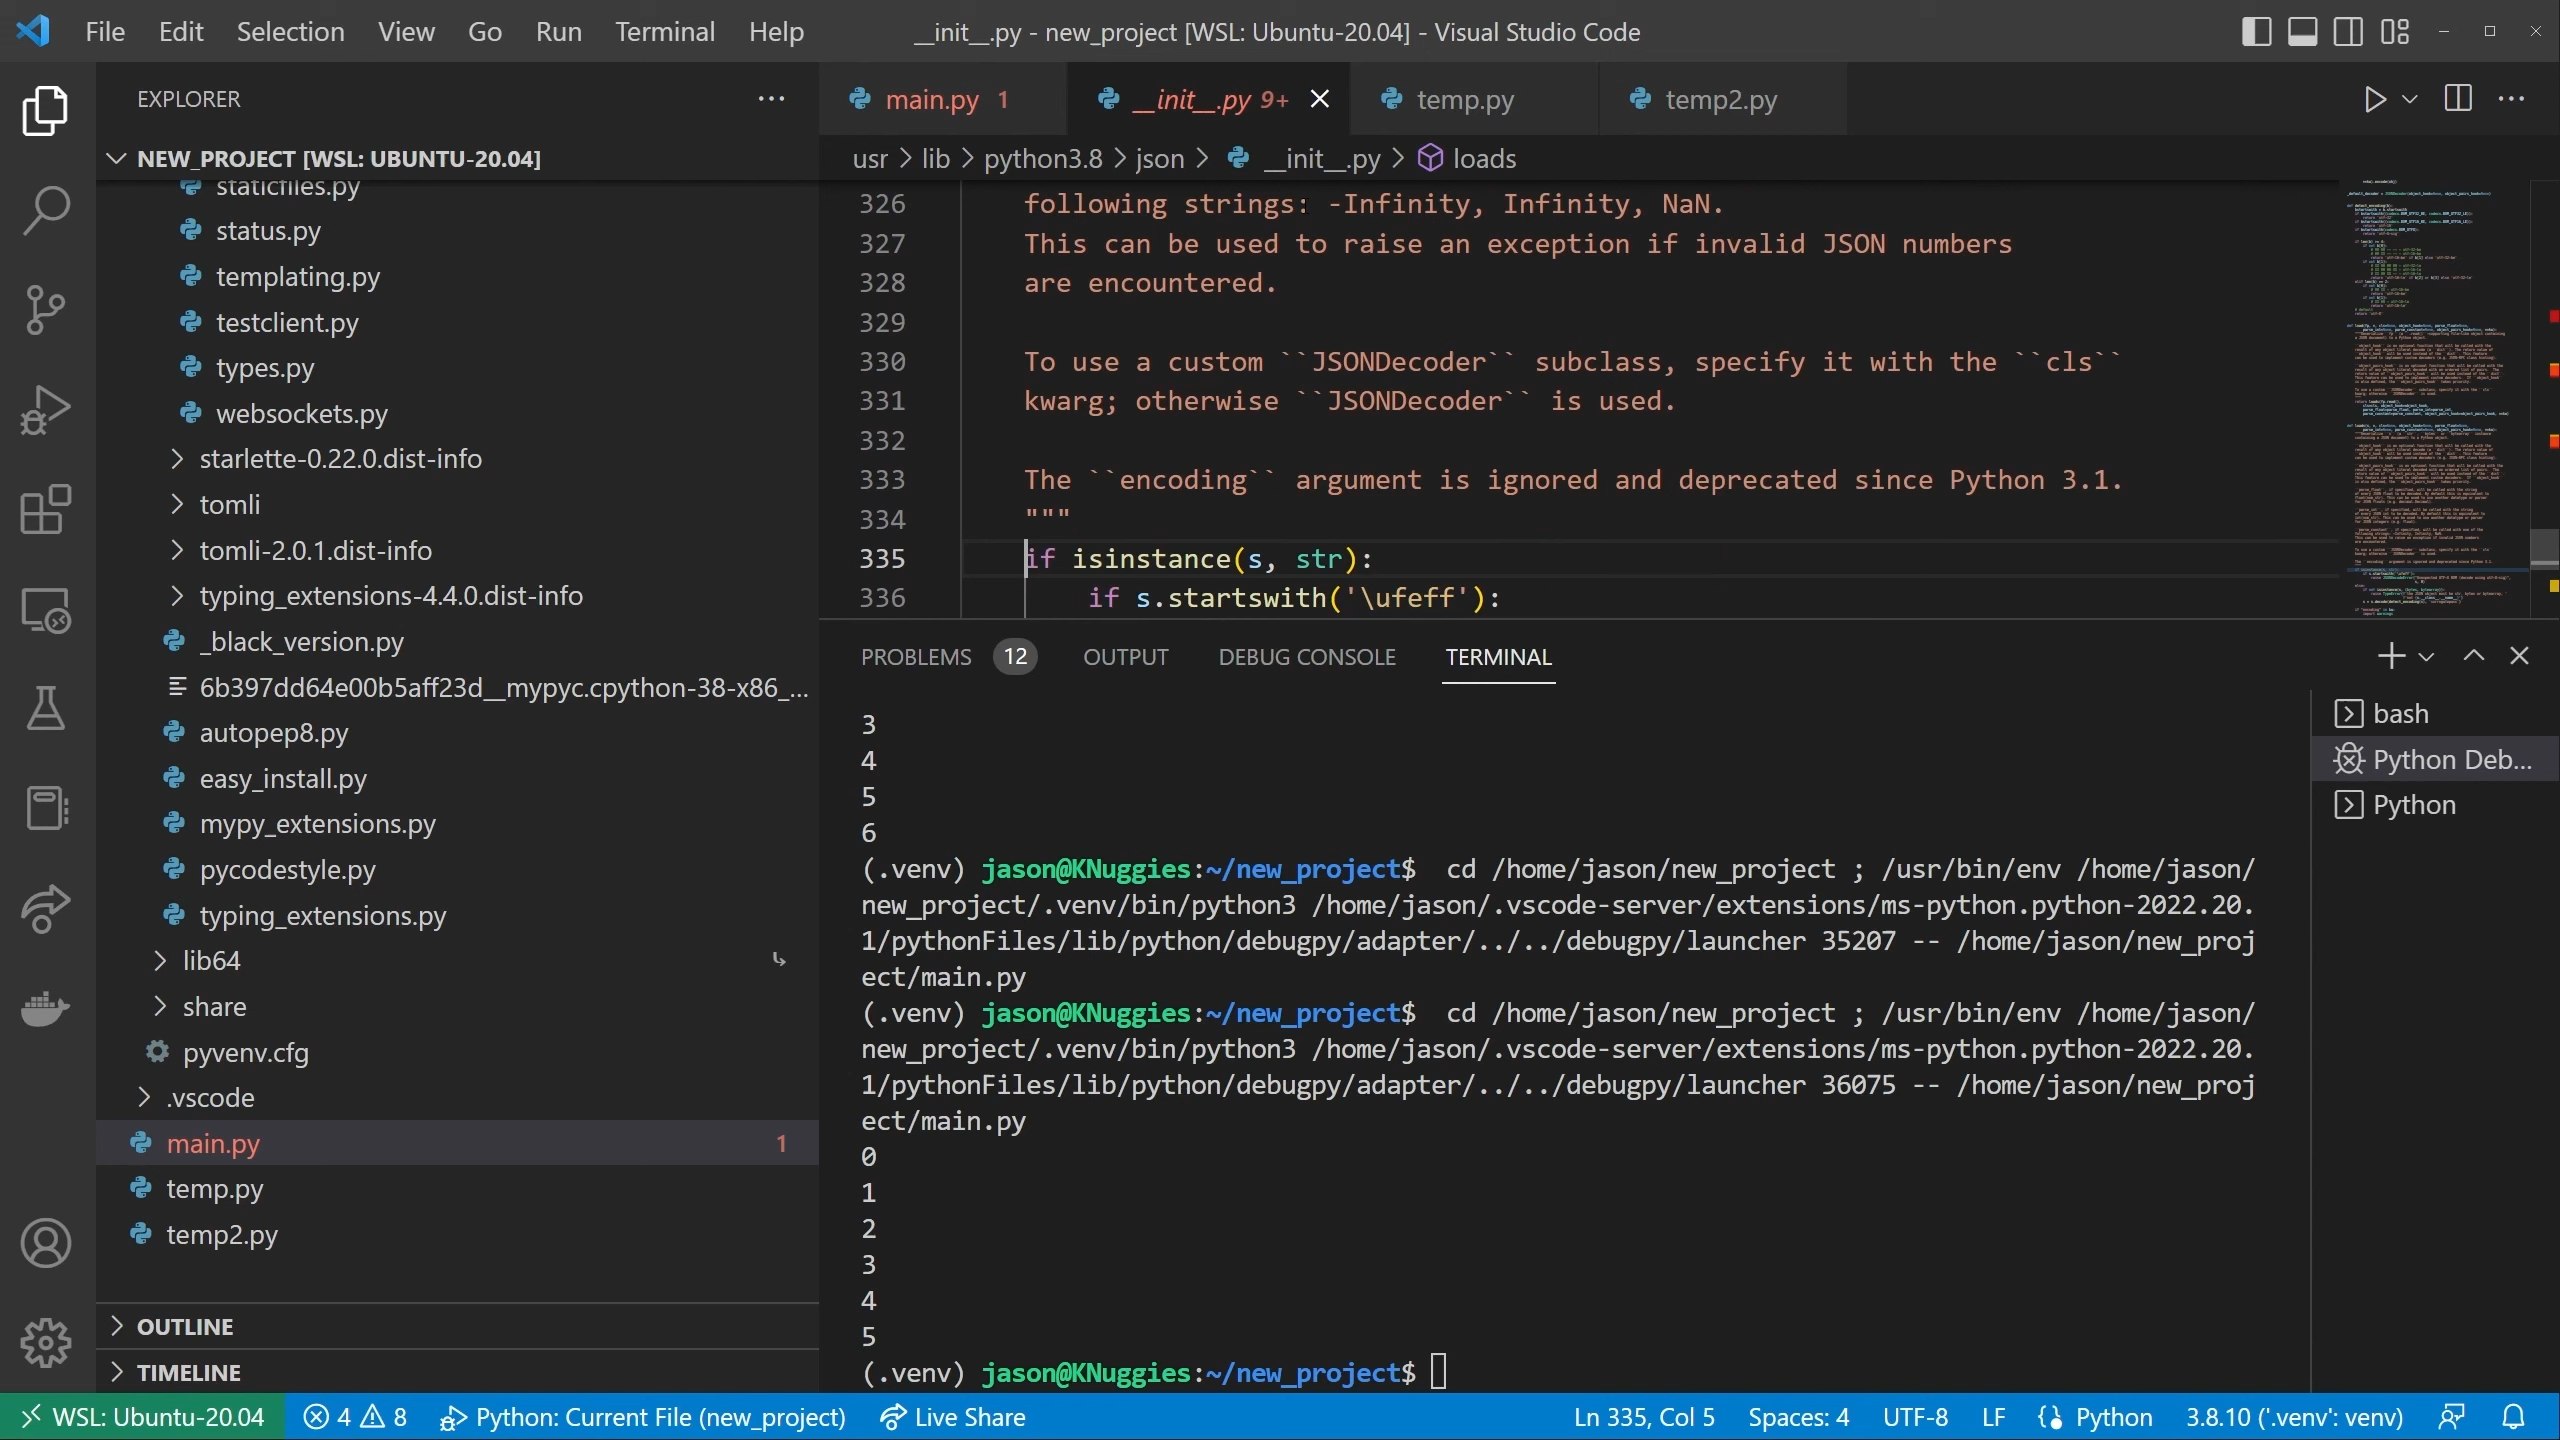 File Edit Selection View Go Run Terminal Help
__init__.py - new_project [WSL: Ubuntu-20.04] - Visual Studio Code
EXPLORER
NEW_PROJECT [WSL: UBUNTU-20.04]
staticfiles.py
status.py
templating.py
testclient.py
types.py
websockets.py
starlette-0.22.0.dist-info
tomli
tomli-2.0.1.dist-info
typing_extensions-4.4.0.dist-info
_black_version.py
6b397dd64e00b5aff23d__mypyc.cpython-38-x86_...
autopep8.py
easy_install.py
mypy_extensions.py
pycodestyle.py
typing_extensions.py
lib64
share
pyvenv.cfg
.vscode
main.py 1
temp.py
temp2.py
OUTLINE
TIMELINE
main.py 1 __init__.py 9+ temp.py temp2.py
usr > lib > python3.8 > json > __init__.py > loads
326 following strings: -Infinity, Infinity, NaN.
327 This can be used to raise an exception if invalid JSON numbers
328 are encountered.
329
330 To use a custom ``JSONDecoder`` subclass, specify it with the ``cls``
331 kwarg; otherwise ``JSONDecoder`` is used.
332
333 The ``encoding`` argument is ignored and deprecated since Python 3.1.
334 """
335 if isinstance(s, str):
336 if s.startswith('\ufeff'):
PROBLEMS 12 OUTPUT DEBUG CONSOLE TERMINAL
3
4
5
6
(.venv) jason@KNuggies:~/new_project$ cd /home/jason/new_project ; /usr/bin/env /home/jason/
new_project/.venv/bin/python3 /home/jason/.vscode-server/extensions/ms-python.python-2022.20.
1/pythonFiles/lib/python/debugpy/adapter/../../debugpy/launcher 35207 -- /home/jason/new_proj
ect/main.py
(.venv) jason@KNuggies:~/new_project$ cd /home/jason/new_project ; /usr/bin/env /home/jason/
new_project/.venv/bin/python3 /home/jason/.vscode-server/extensions/ms-python.python-2022.20.
1/pythonFiles/lib/python/debugpy/adapter/../../debugpy/launcher 36075 -- /home/jason/new_proj
ect/main.py
0
1
2
3
4
5
(.venv) jason@KNuggies:~/new_project$
bash
Python Deb...
Python
WSL: Ubuntu-20.04 4 8 Python: Current File (new_project) Live Share Ln 335, Col 5 Spaces: 4 UTF-8 LF Python 3.8.10 ('.venv': venv)